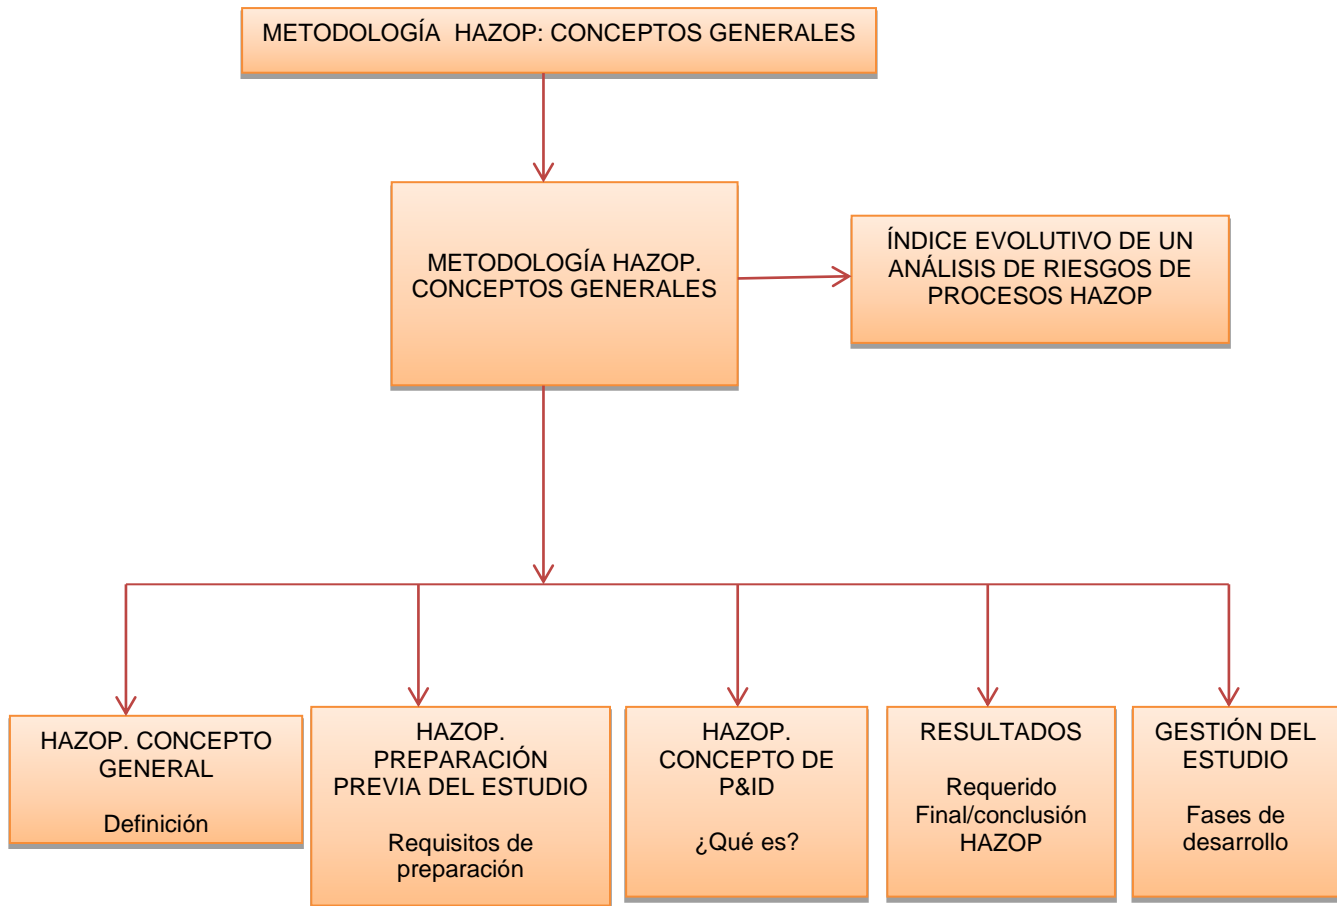 METODOLOGÍA  HAZOP: CONCEPTOS GENERALES
METODOLOGÍA HAZOP.
CONCEPTOS GENERALES
ÍNDICE EVOLUTIVO DE UN
ANÁLISIS DE RIESGOS DE
PROCESOS HAZOP
HAZOP. CONCEPTO
GENERAL
Definición
HAZOP.
PREPARACIÓN
PREVIA DEL ESTUDIO
Requisitos de
preparación
HAZOP.
CONCEPTO DE
P&ID
¿Qué es?
RESULTADOS
Requerido
Final/conclusión
HAZOP
GESTIÓN DEL
ESTUDIO
Fases de
desarrollo